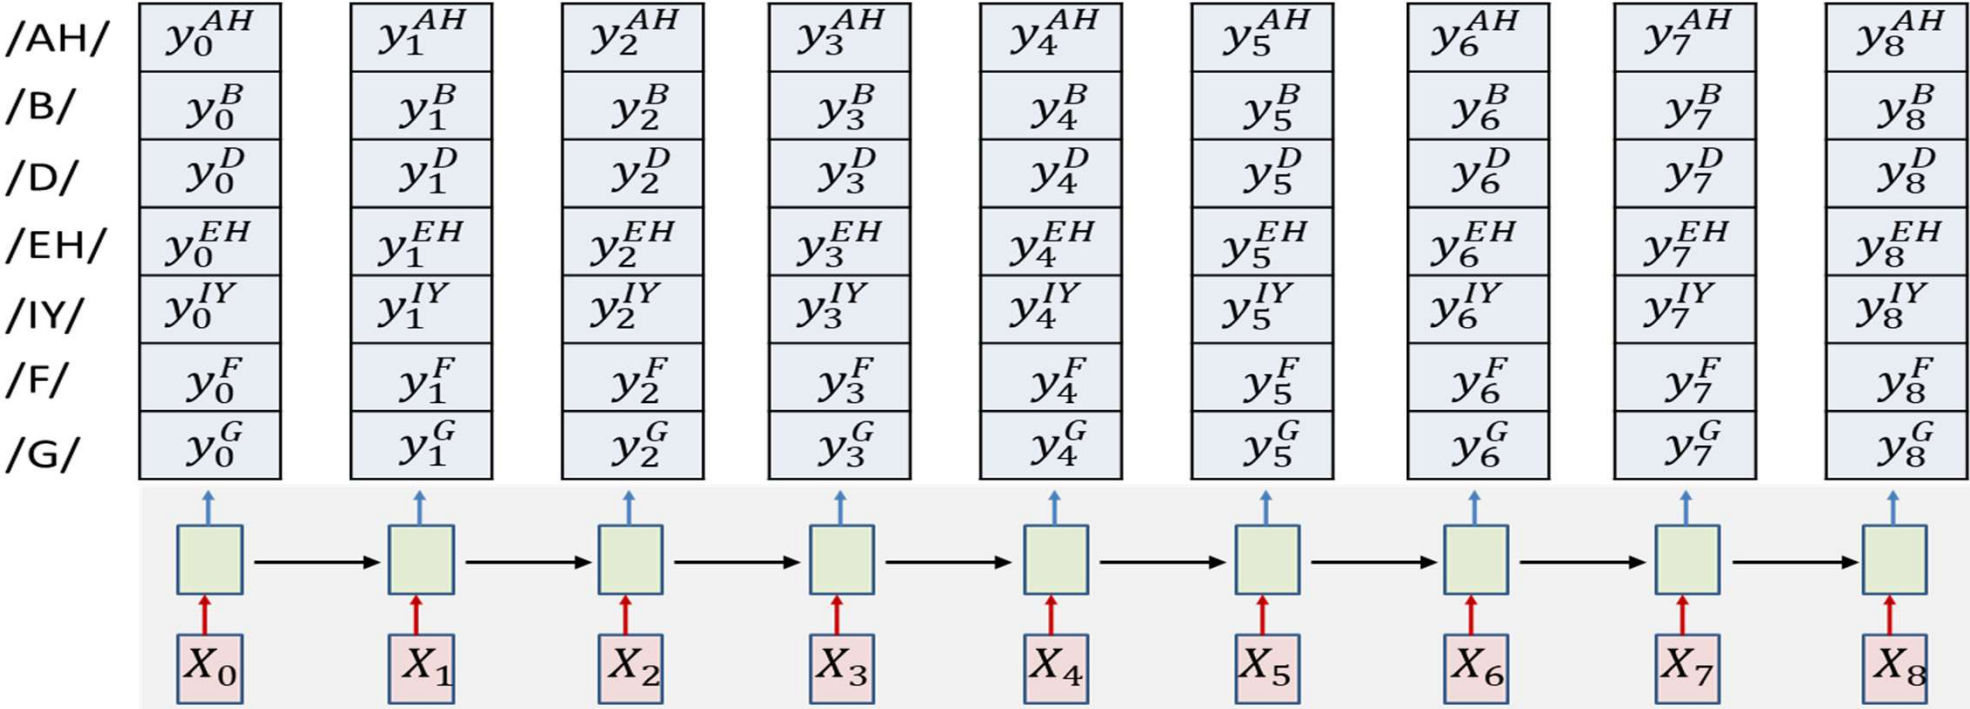 /AH/ y_0^{AH} y_1^{AH} y_2^{AH} y_3^{AH} y_4^{AH} y_5^{AH} y_6^{AH} y_7^{AH} y_8^{AH}
/B/ y_0^B y_1^B y_2^B y_3^B y_4^B y_5^B y_6^B y_7^B y_8^B
/D/ y_0^D y_1^D y_2^D y_3^D y_4^D y_5^D y_6^D y_7^D y_8^D
/EH/ y_0^{EH} y_1^{EH} y_2^{EH} y_3^{EH} y_4^{EH} y_5^{EH} y_6^{EH} y_7^{EH} y_8^{EH}
/IY/ y_0^{IY} y_1^{IY} y_2^{IY} y_3^{IY} y_4^{IY} y_5^{IY} y_6^{IY} y_7^{IY} y_8^{IY}
/F/ y_0^F y_1^F y_2^F y_3^F y_4^F y_5^F y_6^F y_7^F y_8^F
/G/ y_0^G y_1^G y_2^G y_3^G y_4^G y_5^G y_6^G y_7^G y_8^G
X_0 X_1 X_2 X_3 X_4 X_5 X_6 X_7 X_8